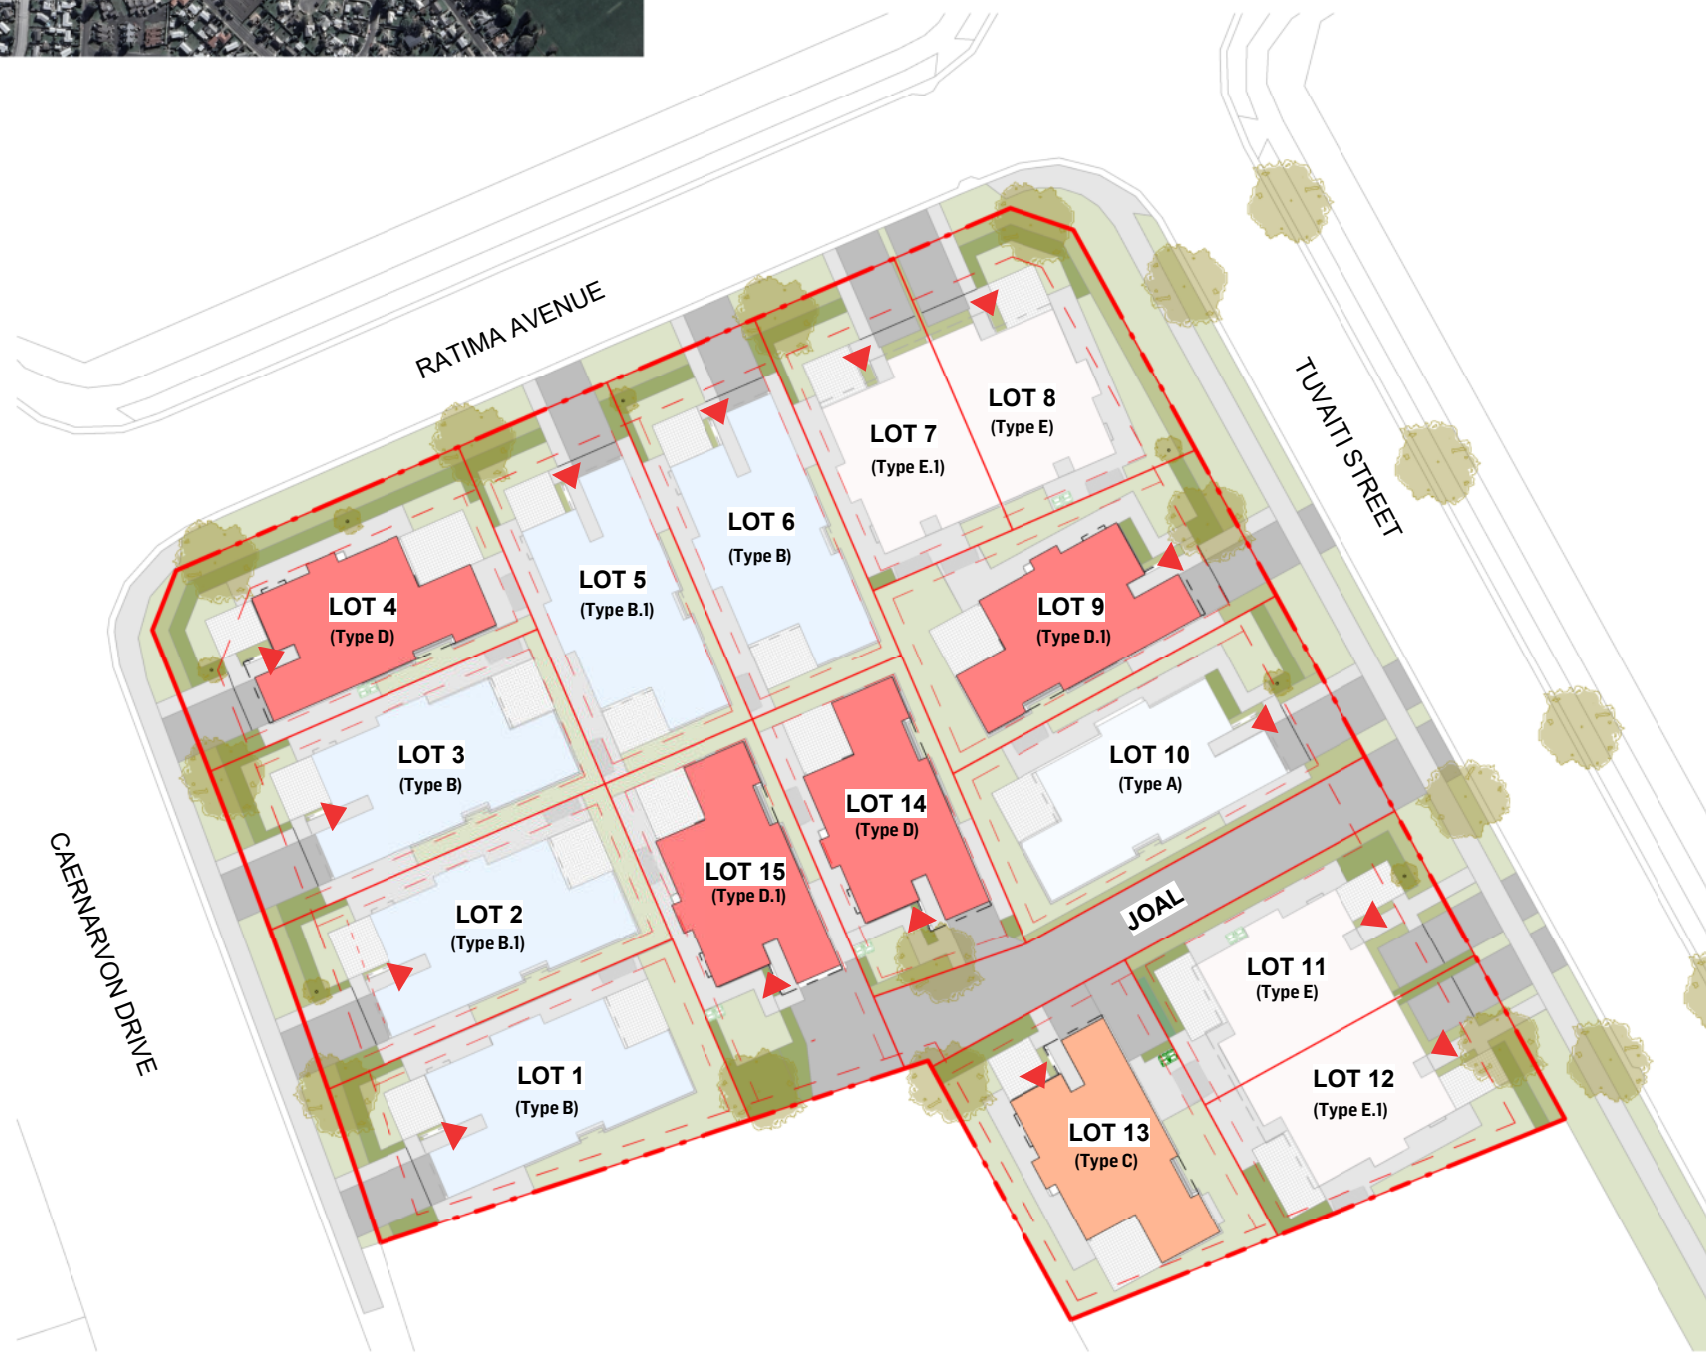 RATIMA AVENUE
TUVAITI STREET
CAERNARVON DRIVE
JOAL
LOT 8
(Type E)
LOT 7
(Type E.1)
LOT 6
(Type B)
LOT 5
(Type B.1)
LOT 4
(Type D)
LOT 9
(Type D.1)
LOT 3
(Type B)
LOT 10
(Type A)
LOT 14
(Type D)
LOT 15
(Type D.1)
LOT 2
(Type B.1)
LOT 11
(Type E)
LOT 1
(Type B)
LOT 12
(Type E.1)
LOT 13
(Type C)